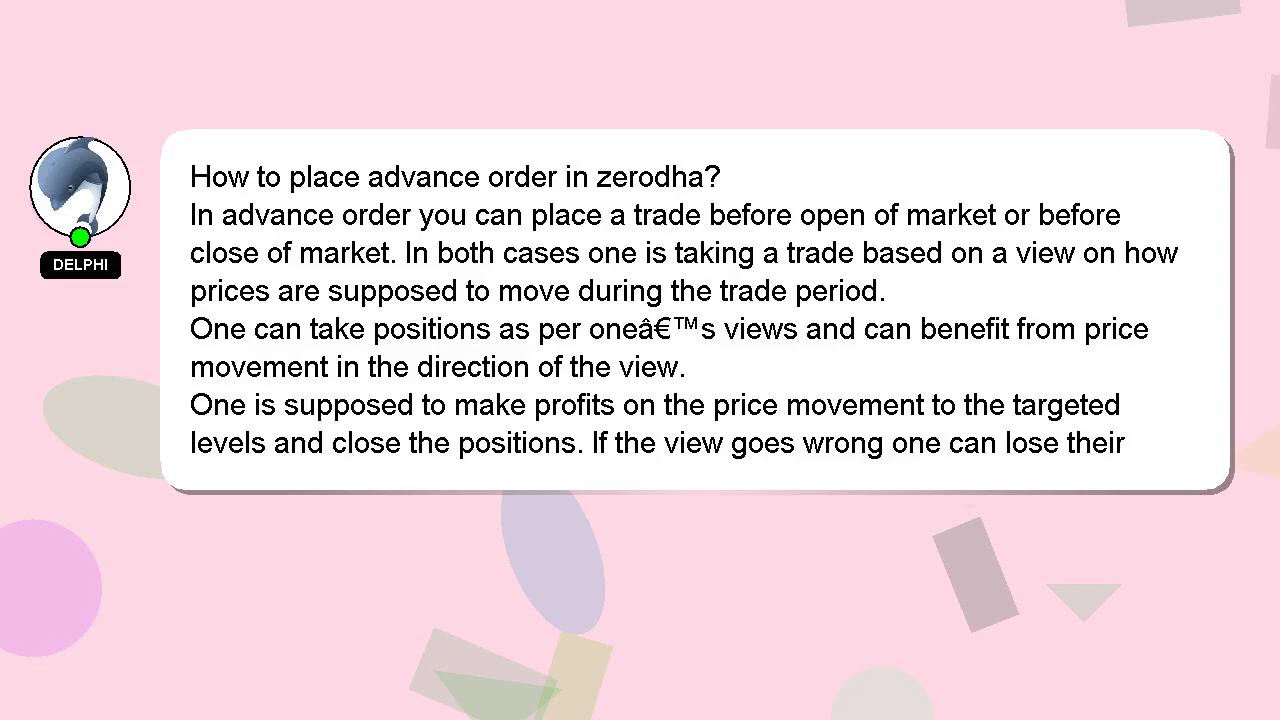 How to place advance order in zerodha?
In advance order you can place a trade before open of market or before
close of market. In both cases one is taking a trade based on a view on how
prices are supposed to move during the trade period.
One can take positions as per oneâ€™s views and can benefit from price
movement in the direction of the view.
One is supposed to make profits on the price movement to the targeted
levels and close the positions. If the view goes wrong one can lose their
DELPHI